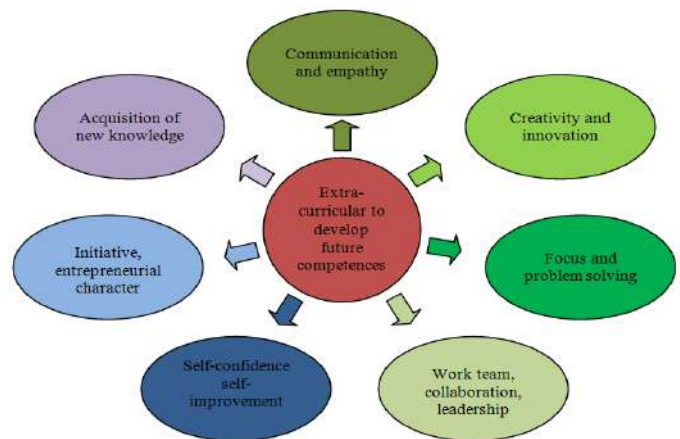 Communication
and empathy
Acquisition of
new knowledge
Creativity and
innovation
Extra-
curricular to
develop
future
competences
Initiative,
entrepreneurial
character
Focus and
problem solving
Self-confidence
self-
improvement
Work team,
collaboration,
leadership